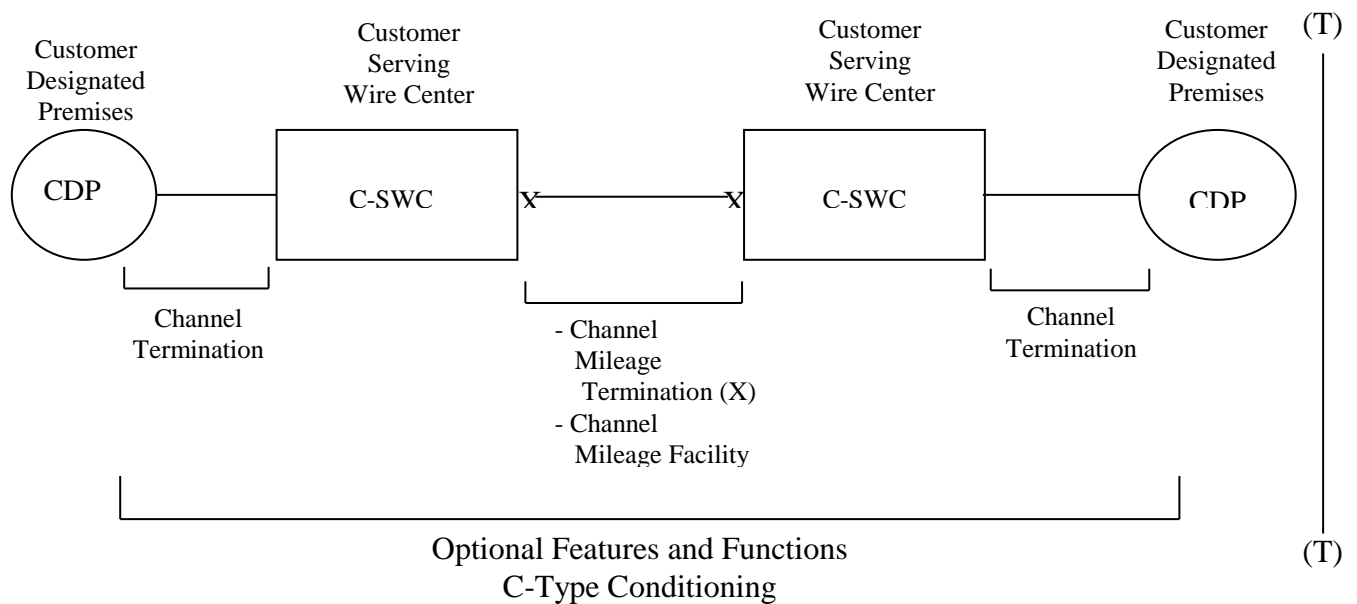 Customer
Designated
Premises
Customer
Serving
Wire Center
Customer
Serving
Wire Center
Customer
Designated
Premises
(T)
CDP
C-SWC
X
X
C-SWC
CDP
Channel
Termination
- Channel
Mileage
Termination (X)
- Channel
Mileage Facility
Channel
Termination
Optional Features and Functions
C-Type Conditioning
(T)